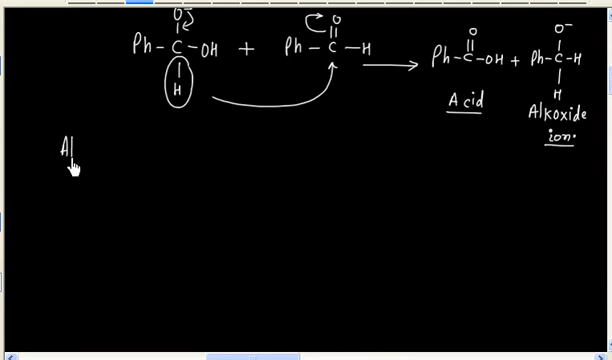 O⁻ O O O⁻
Ph-C-OH + Ph-C-H → Ph-C-OH + Ph-C-H
H H
Acid Alkoxide
ion.
Al